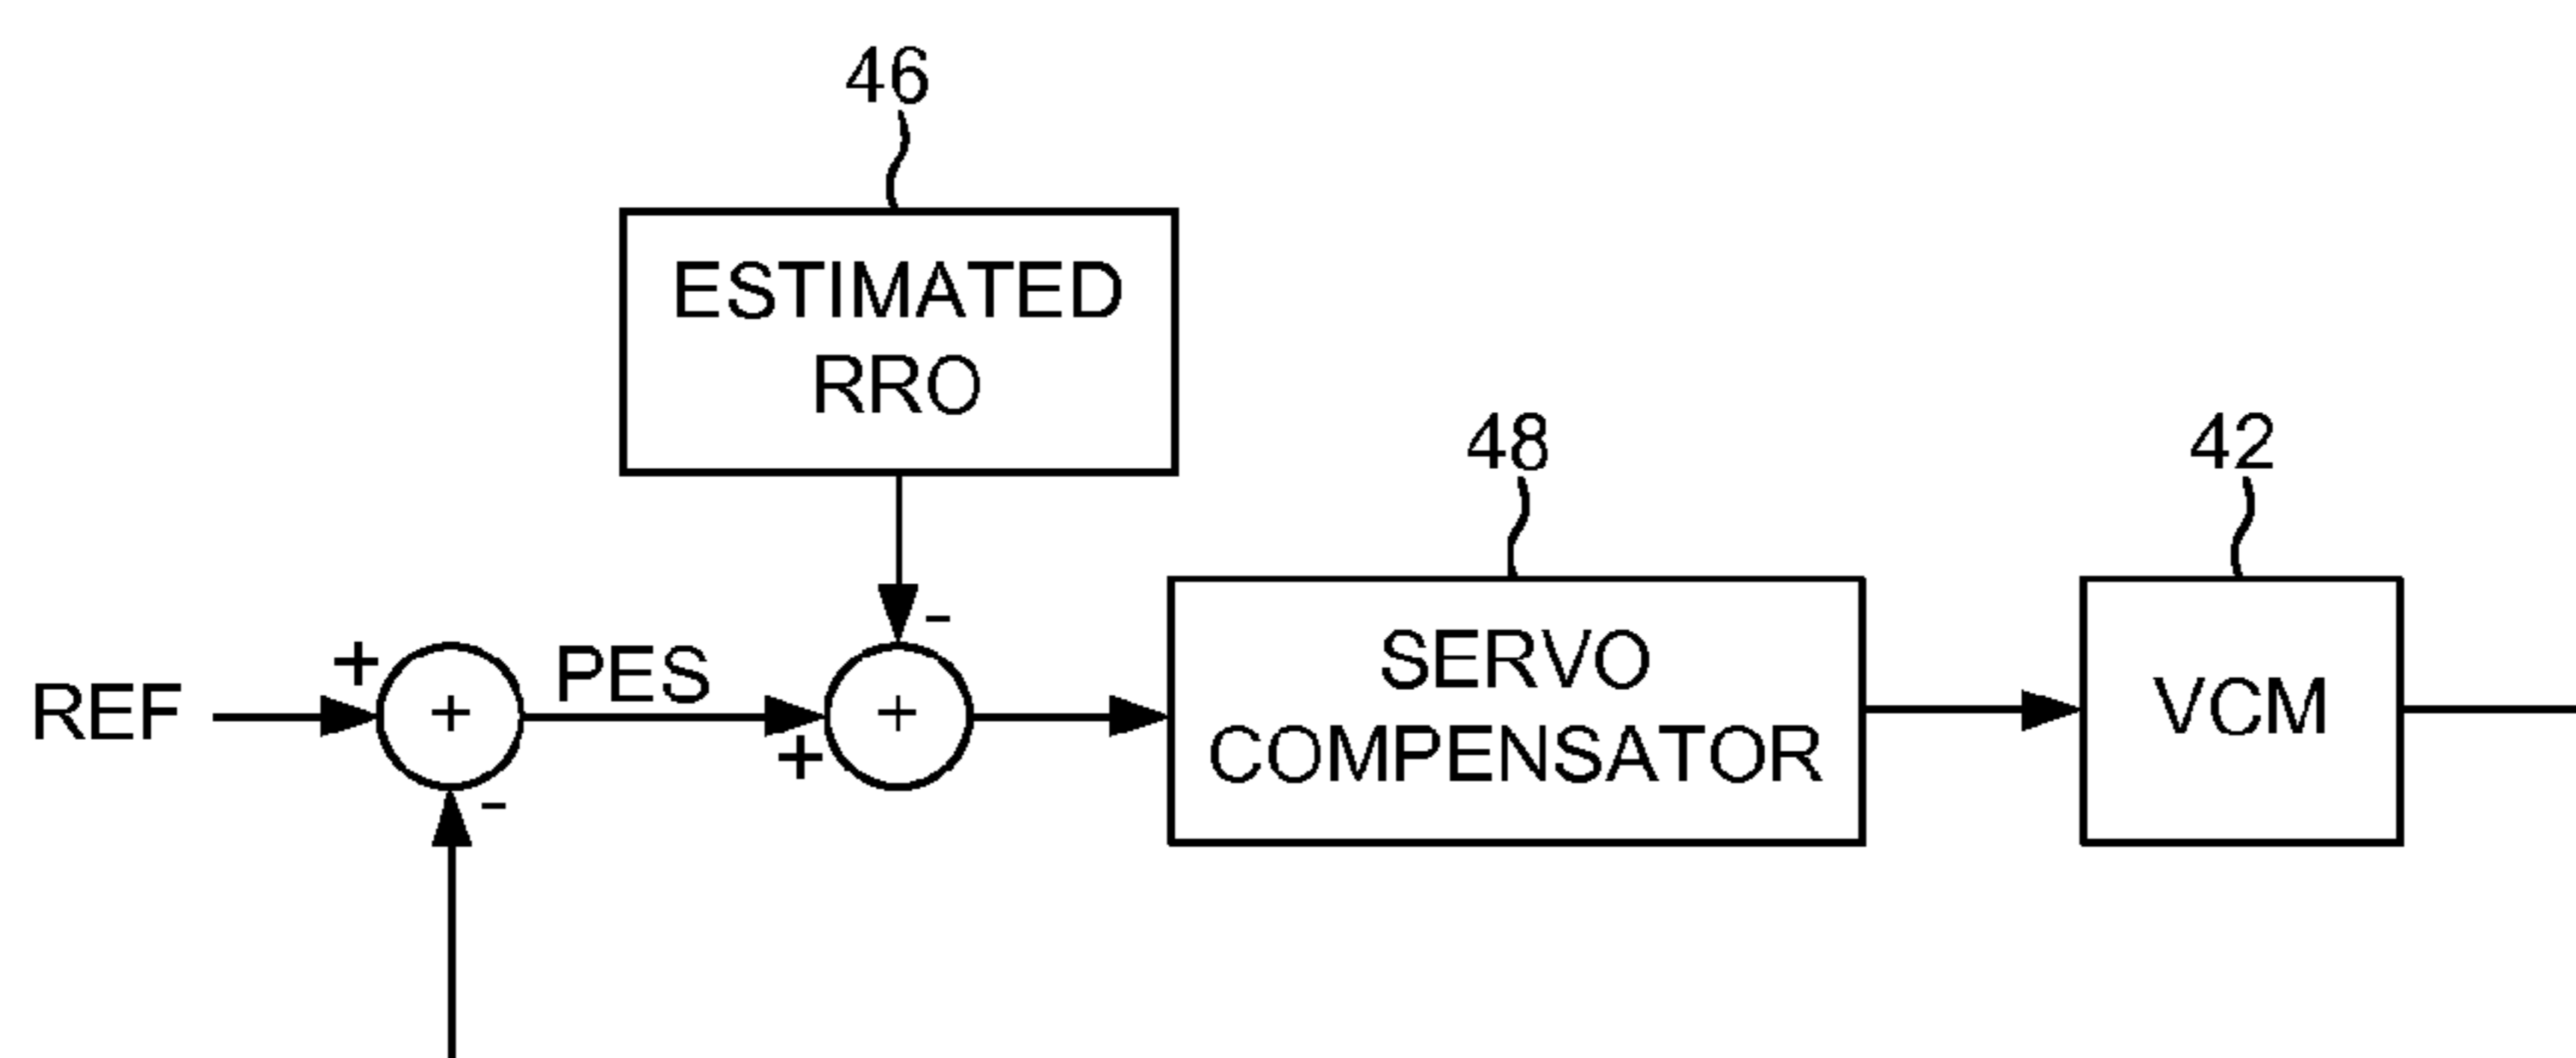 46
ESTIMATED
RRO
48
42
REF
+
+
-
PES
+
-
+
SERVO
COMPENSATOR
VCM